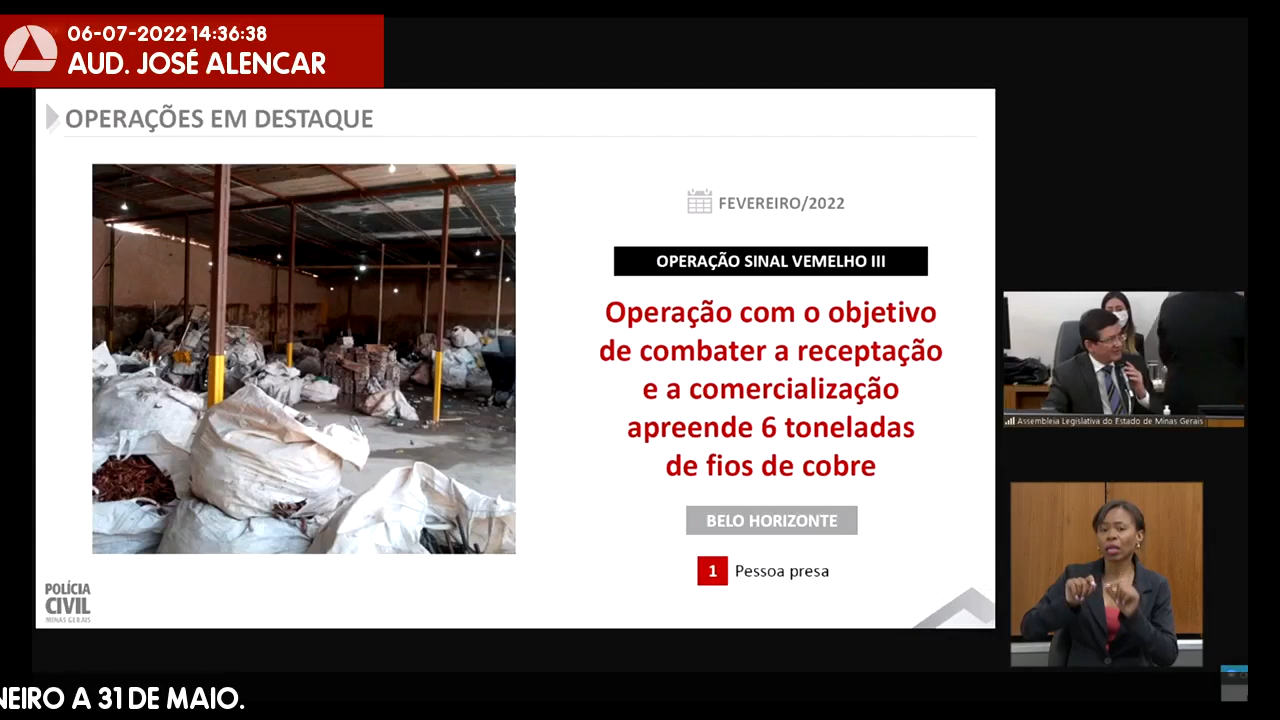 06-07-2022 14:36:38
AUD. JOSÉ ALENCAR
OPERAÇÕES EM DESTAQUE
FEVEREIRO/2022
OPERAÇÃO SINAL VEMELHO III
Operação com o objetivo
de combater a receptação
e a comercialização
apreende 6 toneladas
de fios de cobre
BELO HORIZONTE
1 Pessoa presa
POLÍCIA
CIVIL
MINAS GERAIS
Assembleia Legislativa do Estado de Minas Gerais
NEIRO A 31 DE MAIO.